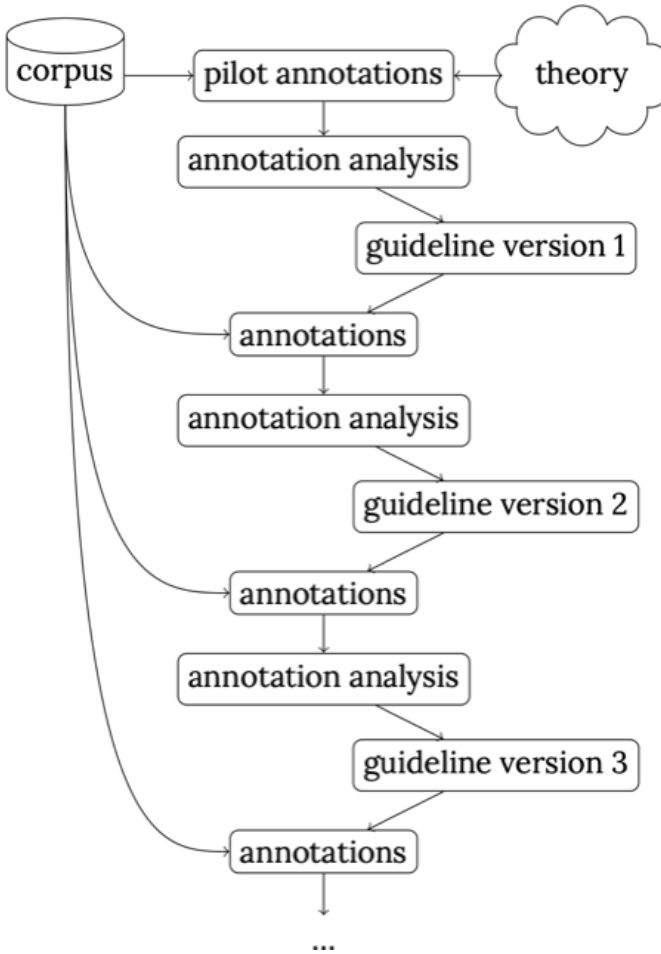 corpus
pilot annotations
theory
annotation analysis
guideline version 1
annotations
annotation analysis
guideline version 2
annotations
annotation analysis
guideline version 3
annotations
...